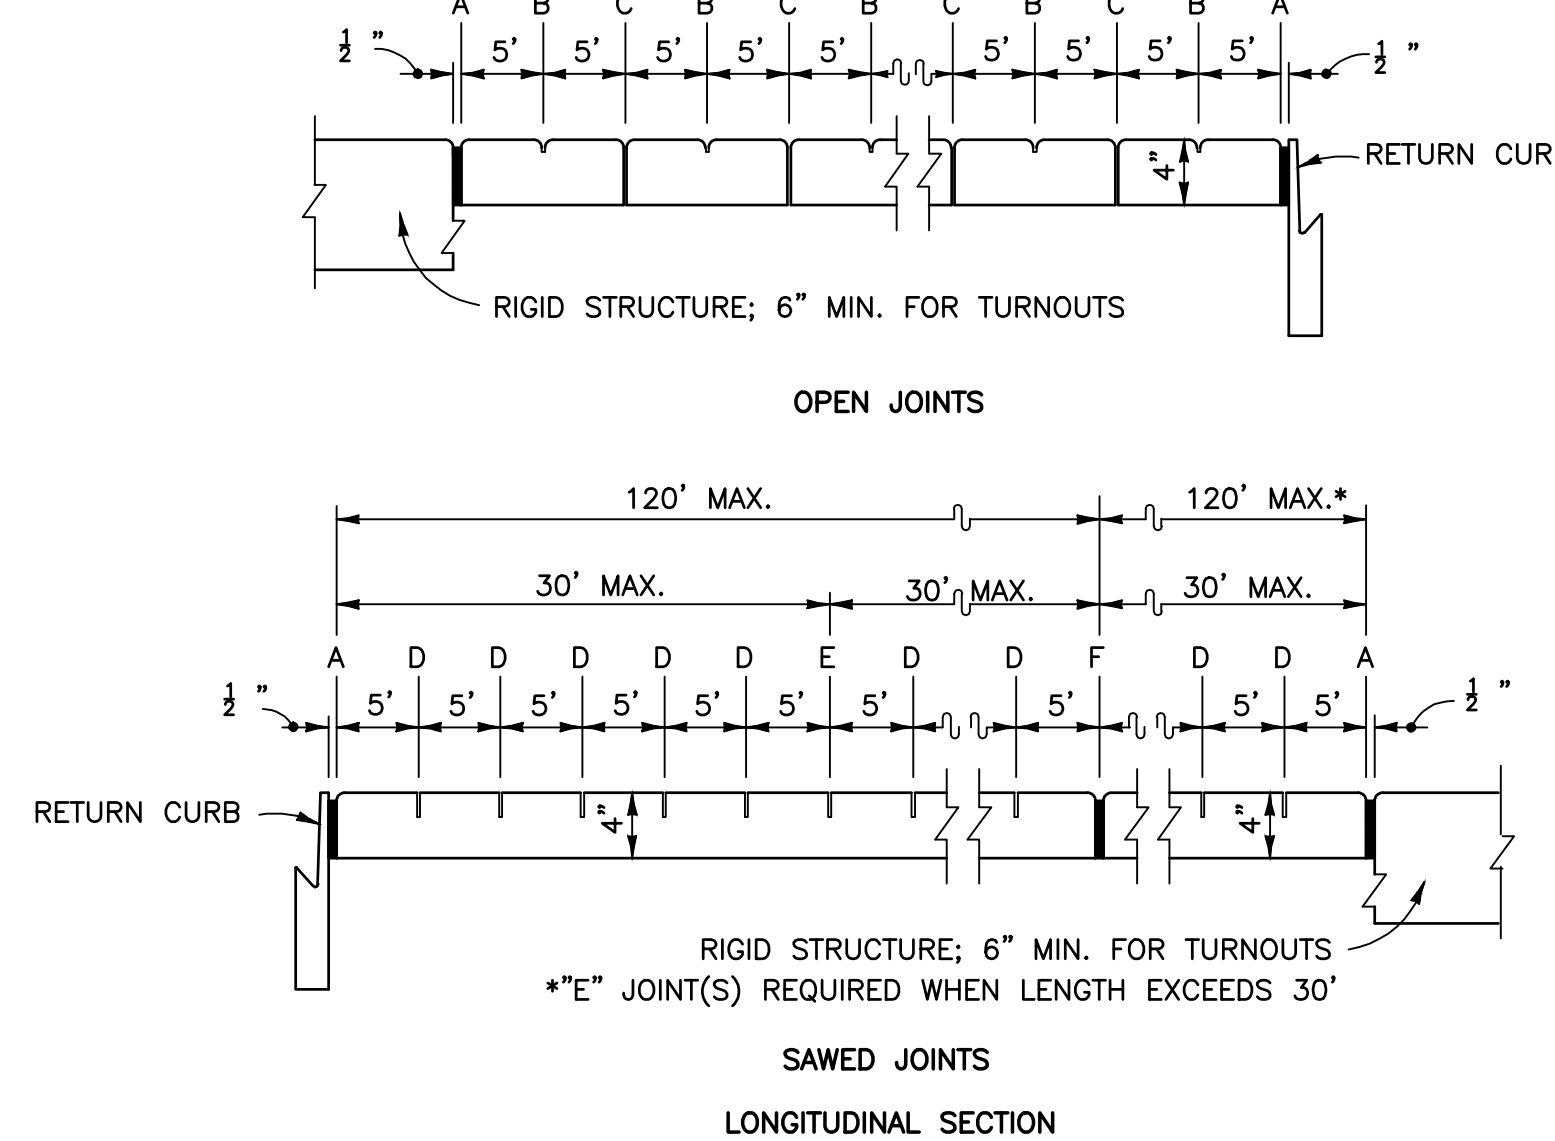 A B C B C B C B C B A
1/2 " 5' 5' 5' 5' 5' 5' 5' 5' 5' 1/2 "
4"
RETURN CUR
RIGID STRUCTURE; 6" MIN. FOR TURNOUTS
OPEN JOINTS
120' MAX. 120' MAX.*
30' MAX. 30' MAX. 30' MAX.
A D D D D D E D D F D D A
1/2 " 5' 5' 5' 5' 5' 5' 5' 5' 5' 5' 1/2 "
RETURN CURB 4" 4"
RIGID STRUCTURE; 6" MIN. FOR TURNOUTS
*"E" JOINT(S) REQUIRED WHEN LENGTH EXCEEDS 30'
SAWED JOINTS
LONGITUDINAL SECTION